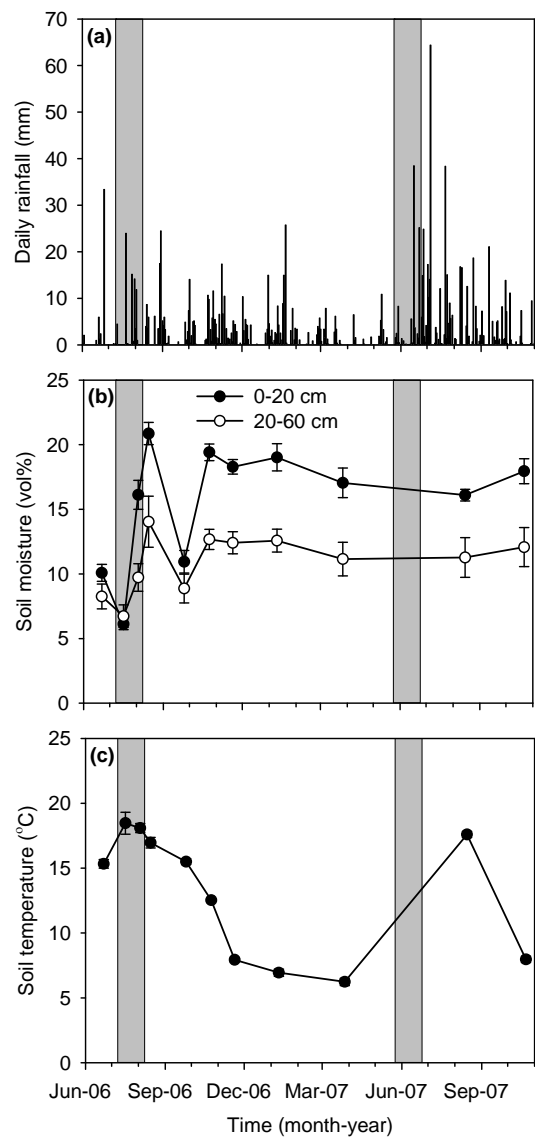 (a)
70
60
50
40
30
20
10
0
Daily rainfall (mm)
(b)
0-20 cm
20-60 cm
25
20
15
10
5
0
Soil moisture (vol%)
(c)
25
20
15
10
5
0
Soil temperature (°C)
Jun-06 Sep-06 Dec-06 Mar-07 Jun-07 Sep-07
Time (month-year)